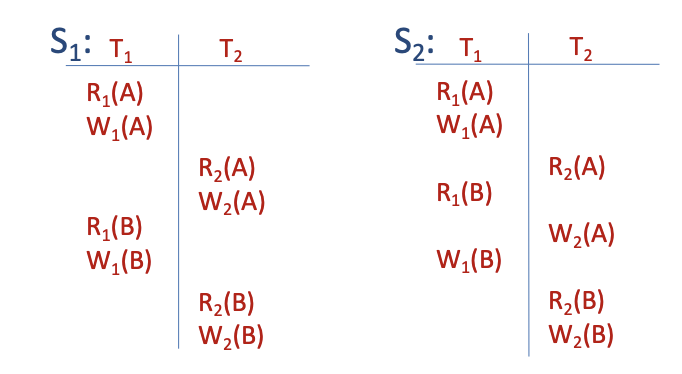 S₁: T₁ T₂
R₁(A)
W₁(A)
R₂(A)
W₂(A)
R₁(B)
W₁(B)
R₂(B)
W₂(B)
S₂: T₁ T₂
R₁(A)
W₁(A)
R₂(A)
R₁(B)
W₂(A)
W₁(B)
R₂(B)
W₂(B)